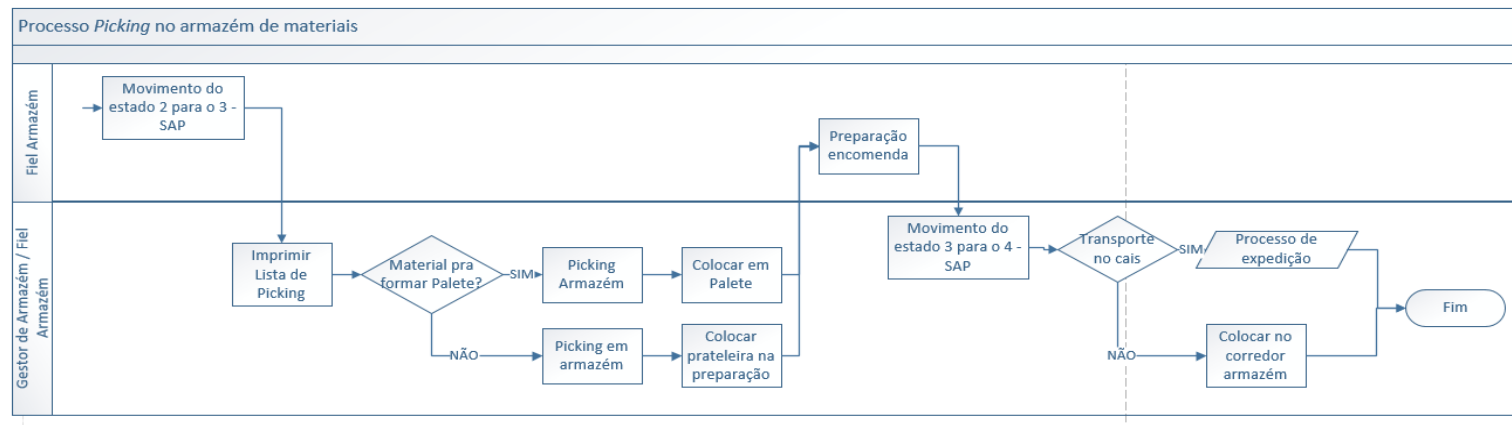 Processo Picking no armazém de materiais
Fiel Armazém
Movimento do
estado 2 para o 3 -
SAP
Preparação
encomenda
Gestor de Armazém / Fiel
Armazém
Imprimir
Lista de
Picking
Material pra
formar Palete?
SIM
Picking
Armazém
Colocar em
Palete
NÃO
Picking em
armazém
Colocar
prateleira na
preparação
Movimento do
estado 3 para o 4 -
SAP
Transporte
no cais
SIM
Processo de
expedição
NÃO
Colocar no
corredor
armazém
Fim